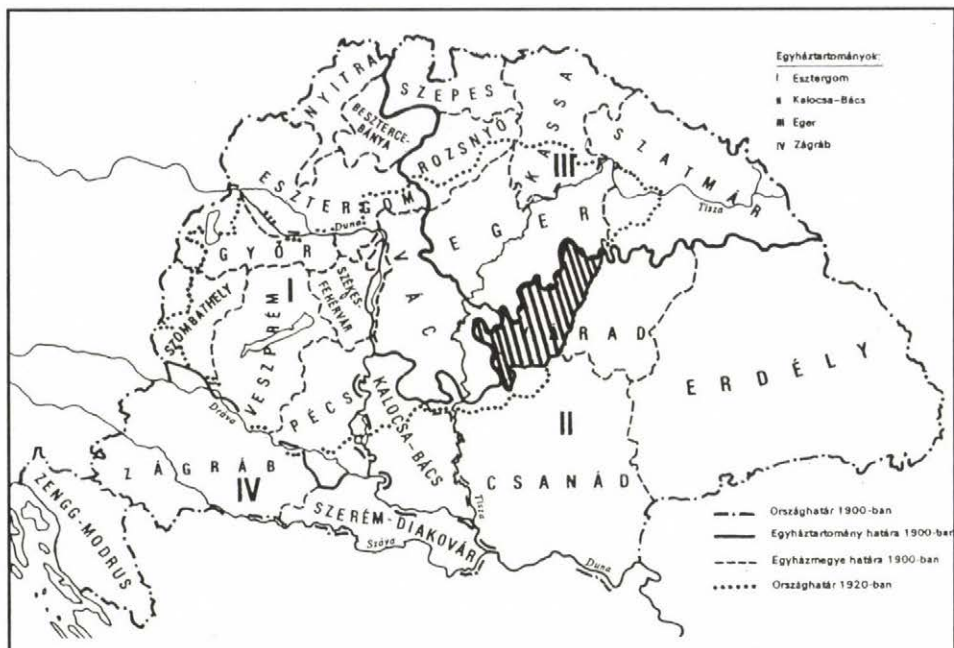 Egyháztartományok:
I Esztergom
II Kalocsa-Bács
III Eger
IV Zágráb
NYITRA
SZEPES
KASSA
BESZTERCE-
BÁNYA
ROZSNYÓ
SZATMÁR
III
ESZTERGOM
Tisza
Duna
EGER
GYŐR
VÁC
I
SZÉKES-
FEHÉRVÁR
SZOMBATHELY
VESZPRÉM
ÁRAD
ERDÉLY
PÉCS
KALOCSA-BÁCS
Dráva
II
ZÁGRÁB
CSANÁD
IV
ZENGG-MODRUS
SZERÉM-DIAKOVÁR
Tisza
Száva
Duna
Országhatár 1900-ban
Egyháztartomány határa 1900-ban
Egyházmegye határa 1900-ban
Országhatár 1920-ban